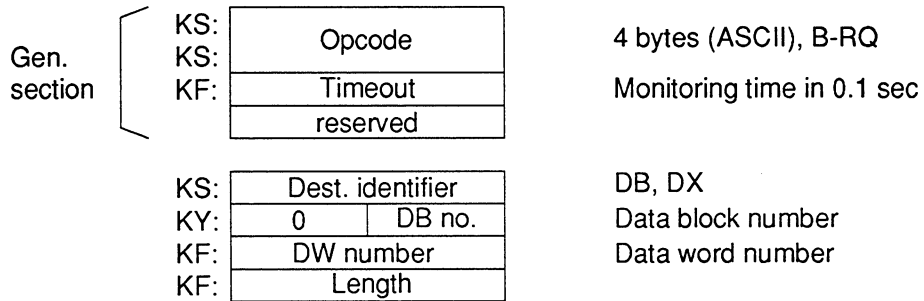 KS: Opcode 4 bytes (ASCII), B-RQ
Gen. KS:
section KF: Timeout Monitoring time in 0.1 sec
reserved
KS: Dest. identifier DB, DX
KY: 0 DB no. Data block number
KF: DW number Data word number
KF: Length